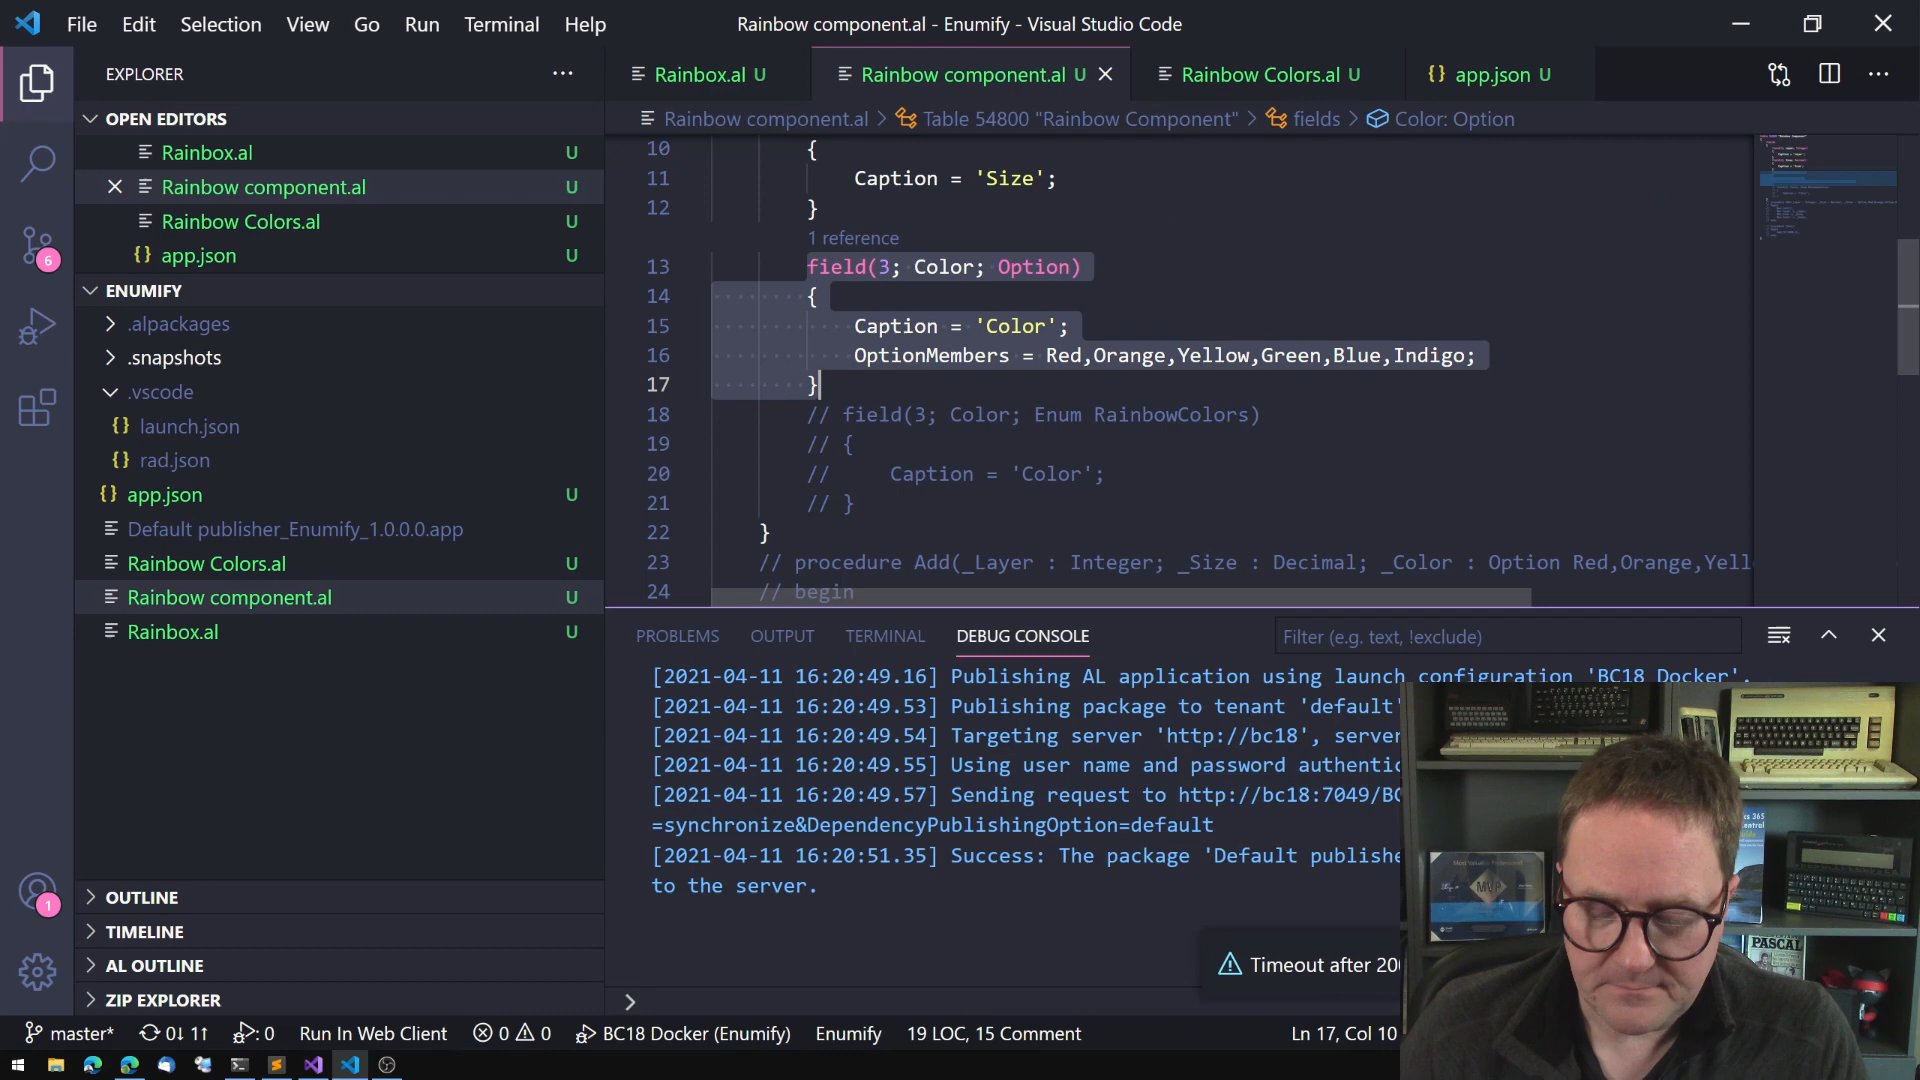 File Edit Selection View Go Run Terminal Help
Rainbow component.al - Enumify - Visual Studio Code
EXPLORER
OPEN EDITORS
Rainbox.al U
Rainbow component.al U
Rainbow Colors.al U
{} app.json U
ENUMIFY
.alpackages
.snapshots
.vscode
{} launch.json
{} rad.json
{} app.json U
Default publisher_Enumify_1.0.0.0.app
Rainbow Colors.al U
Rainbow component.al U
Rainbox.al U
OUTLINE
TIMELINE
AL OUTLINE
ZIP EXPLORER
6
1
Rainbox.al U Rainbow component.al U Rainbow Colors.al U {} app.json U
Rainbow component.al > Table 54800 "Rainbow Component" > fields > Color: Option
10 {
11 Caption = 'Size';
12 }
1 reference
13 field(3; Color; Option)
14 {
15 Caption = 'Color';
16 OptionMembers = Red,Orange,Yellow,Green,Blue,Indigo;
17 }
18 // field(3; Color; Enum RainbowColors)
19 // {
20 // Caption = 'Color';
21 // }
22 }
23 // procedure Add(_Layer : Integer; _Size : Decimal; _Color : Option Red,Orange,Yell
24 // begin
PROBLEMS OUTPUT TERMINAL DEBUG CONSOLE
Filter (e.g. text, !exclude)
[2021-04-11 16:20:49.16] Publishing AL application using launch configuration 'BC18 Docker'.
[2021-04-11 16:20:49.53] Publishing package to tenant 'default'
[2021-04-11 16:20:49.54] Targeting server 'http://bc18', server
[2021-04-11 16:20:49.55] Using user name and password authentic
[2021-04-11 16:20:49.57] Sending request to http://bc18:7049/BC
=synchronize&DependencyPublishingOption=default
[2021-04-11 16:20:51.35] Success: The package 'Default publishe
to the server.
Timeout after 200
MVP
PASCAL
master* 0↓ 1↑ : 0 Run In Web Client 0 0 BC18 Docker (Enumify) Enumify 19 LOC, 15 Comment Ln 17, Col 10